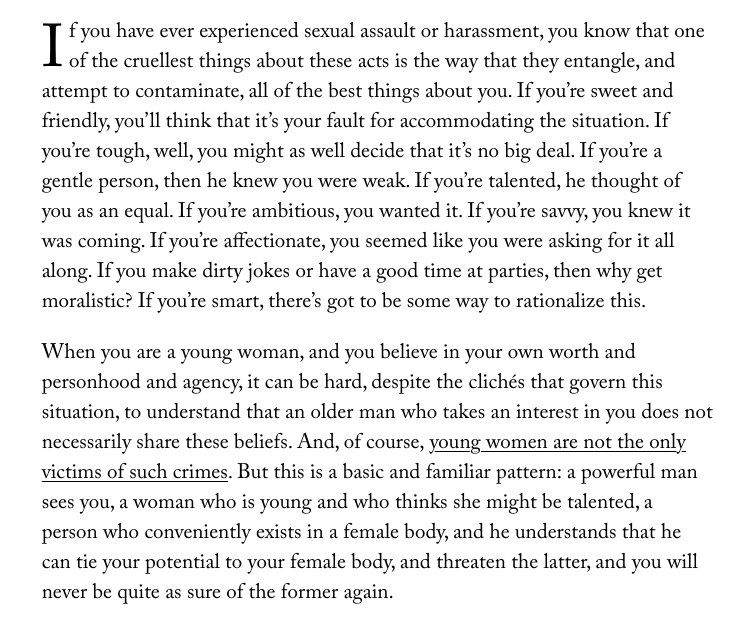 If you have ever experienced sexual assault or harassment, you know that one
of the cruellest things about these acts is the way that they entangle, and
attempt to contaminate, all of the best things about you. If you’re sweet and
friendly, you’ll think that it’s your fault for accommodating the situation. If
you’re tough, well, you might as well decide that it’s no big deal. If you’re a
gentle person, then he knew you were weak. If you’re talented, he thought of
you as an equal. If you’re ambitious, you wanted it. If you’re savvy, you knew it
was coming. If you’re affectionate, you seemed like you were asking for it all
along. If you make dirty jokes or have a good time at parties, then why get
moralistic? If you’re smart, there’s got to be some way to rationalize this.
When you are a young woman, and you believe in your own worth and
personhood and agency, it can be hard, despite the clichés that govern this
situation, to understand that an older man who takes an interest in you does not
necessarily share these beliefs. And, of course, young women are not the only
victims of such crimes. But this is a basic and familiar pattern: a powerful man
sees you, a woman who is young and who thinks she might be talented, a
person who conveniently exists in a female body, and he understands that he
can tie your potential to your female body, and threaten the latter, and you will
never be quite as sure of the former again.